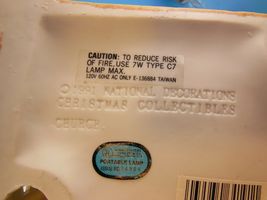 CAUTION: TO REDUCE RISK
OF FIRE, USE 7W TYPE C7
LAMP MAX.
120V 60HZ AC ONLY E-136884 TAIWAN
©1991 NATIONAL DECORATIONS
CHRISTMAS COLLECTIBLES
CHURCH
PORTABLE LAMP